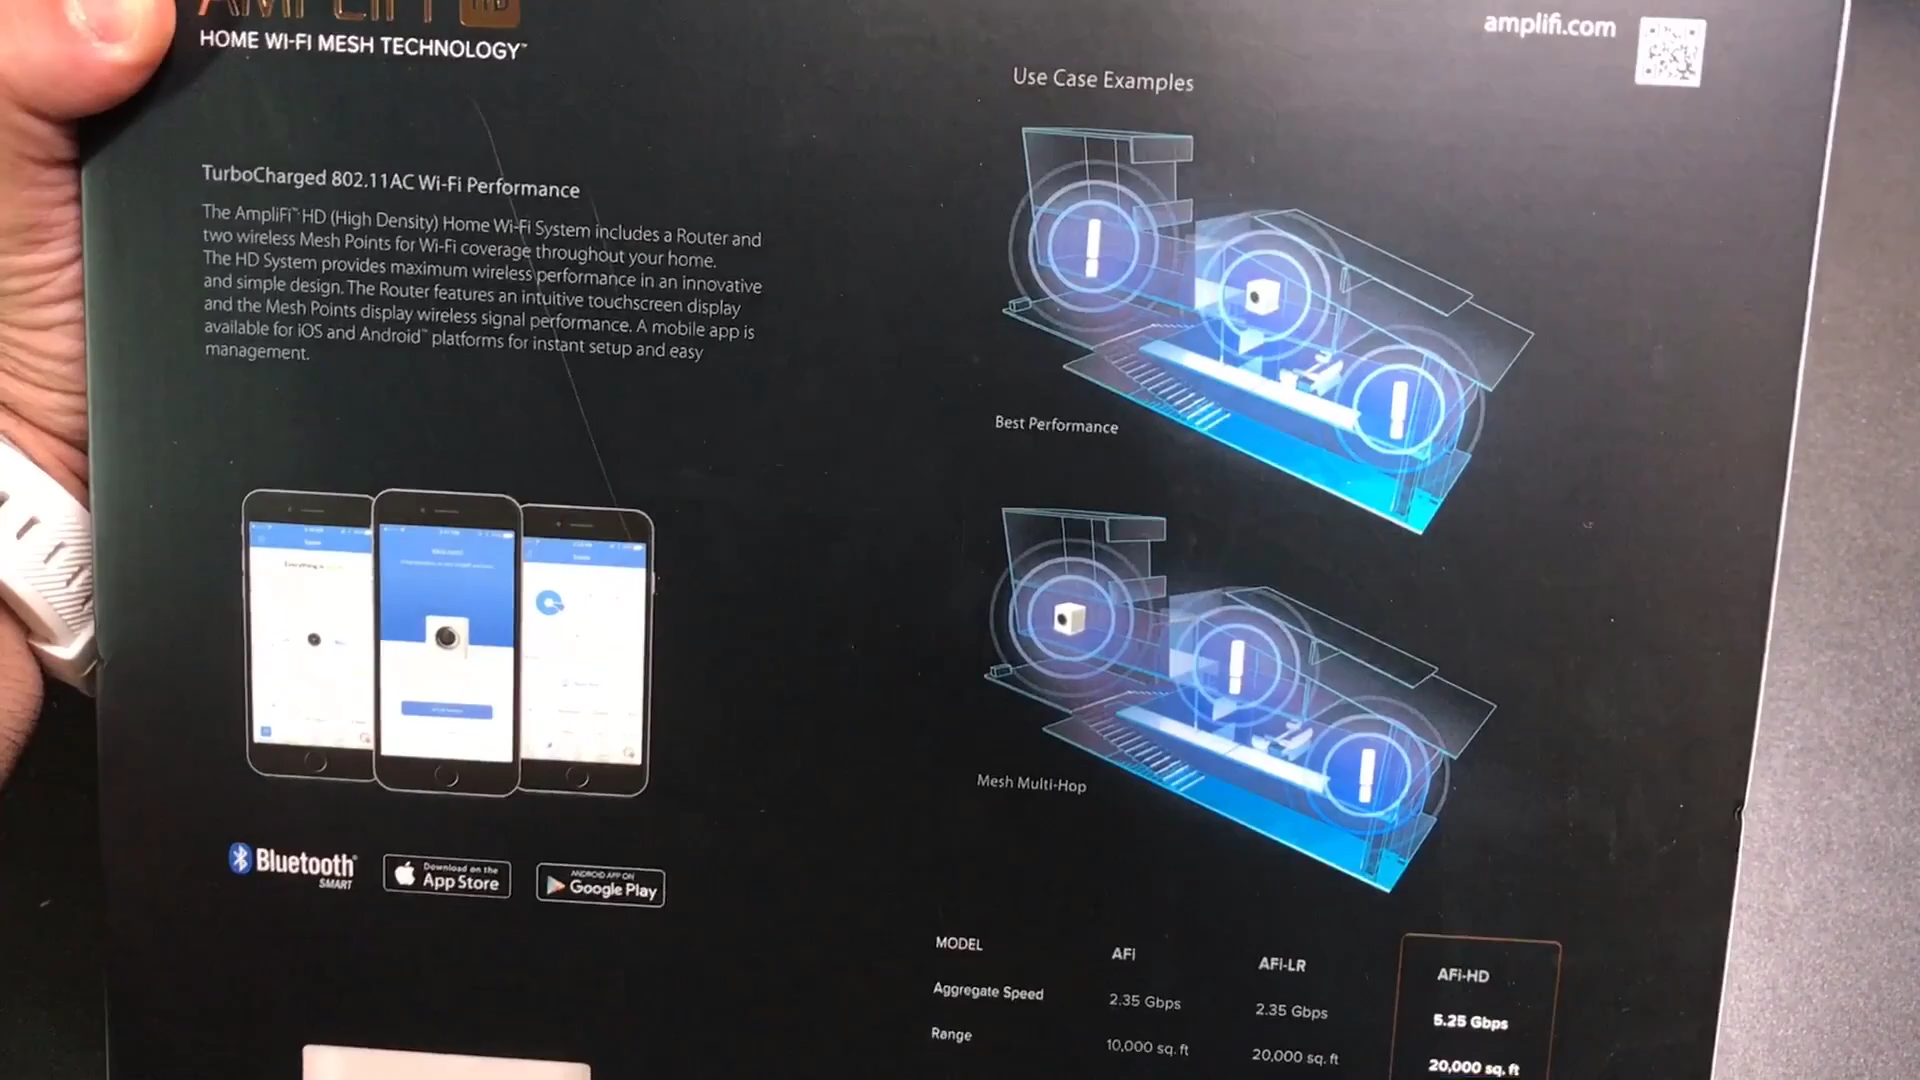 AMPLIFI HD
HOME WI-FI MESH TECHNOLOGY™
amplifi.com
Use Case Examples
TurboCharged 802.11AC Wi-Fi Performance
The AmpliFi™ HD (High Density) Home Wi-Fi System includes a Router and
two wireless Mesh Points for Wi-Fi coverage throughout your home.
The HD System provides maximum wireless performance in an innovative
and simple design. The Router features an intuitive touchscreen display
and the Mesh Points display wireless signal performance. A mobile app is
available for iOS and Android™ platforms for instant setup and easy
management.
Best Performance
Everything is
Mesh Multi-Hop
Bluetooth®
SMART
Download on the
App Store
ANDROID APP ON
Google Play
MODEL AFi AFi-LR AFi-HD
Aggregate Speed 2.35 Gbps 2.35 Gbps 5.25 Gbps
Range 10,000 sq. ft 20,000 sq. ft 20,000 sq. ft